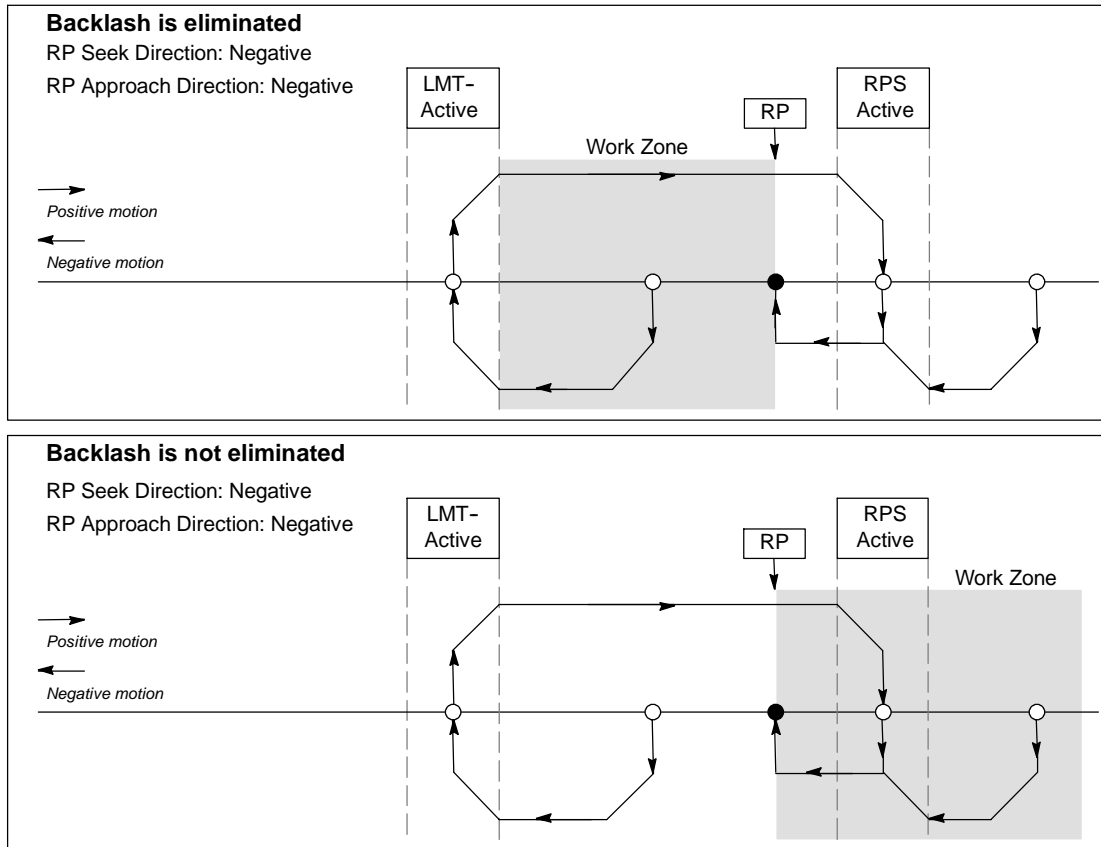 Backlash is eliminated
RP Seek Direction: Negative
RP Approach Direction: Negative
LMT-
Active
RP
RPS
Active
Work Zone
Positive motion
Negative motion
Backlash is not eliminated
RP Seek Direction: Negative
RP Approach Direction: Negative
LMT-
Active
RP
RPS
Active
Work Zone
Positive motion
Negative motion